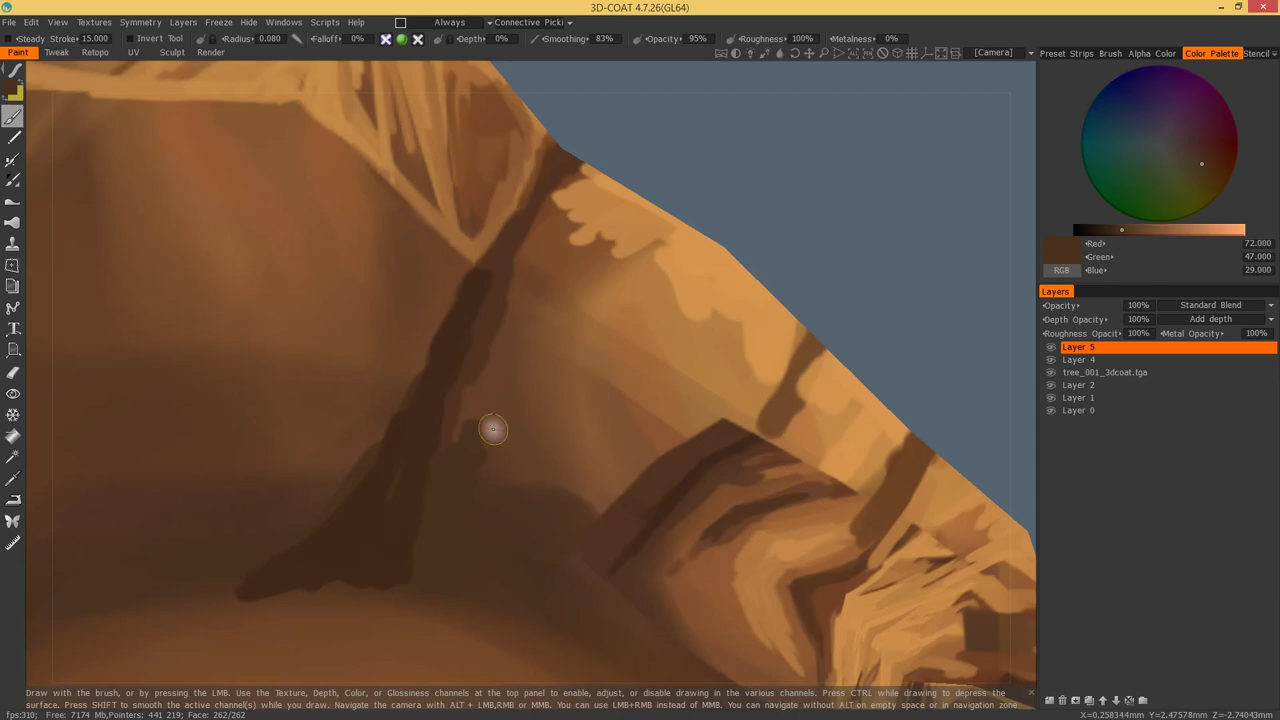 3D-COAT 4.7.26(GL64)
File Edit View Textures Symmetry Layers Freeze Hide Windows Scripts Help Always Connective Picki
Steady Stroke 15.000 Invert Tool Radius: 0.080 Falloff: 0% Depth: 0% Smoothing: 83% Opacity: 95% Roughness: 100% Metalness: 0%
Paint Tweak Retopo UV Sculpt Render [Camera] Preset Strips Brush Alpha Color Color Palette Stencil
Red 72.000
Green 47.000
RGB Blue 29.000
Layers
Opacity: 100% Standard Blend
Depth Opacity: 100% Add depth
Roughness Opacit 100% Metal Opacity: 100%
Layer 5
Layer 4
tree_001_3dcoat.tga
Layer 2
Layer 1
Layer 0
Draw with the brush, or by pressing the LMB. Use the Texture, Depth, Color, or Glossiness channels at the top panel to enable, adjust, or disable drawing in the various channels. Press CTRL while drawing to depress the
surface. Press SHIFT to smooth the active channel(s) while you draw. Navigate the camera with ALT + LMB,RMB or MMB. You can use LMB+RMB instead of MMB. You can navigate without ALT on empty space or in navigation zone
fps:310; Free: 7174 Mb,Pointers: 441 219; Face: 262/262 X=0.258344mm Y=2.47578mm Z=-2.74043mm